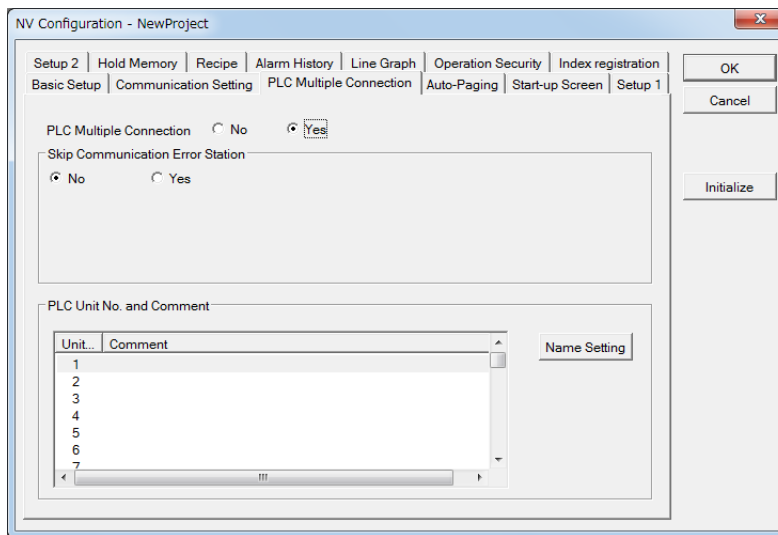 NV Configuration - NewProject
Setup 2 Hold Memory Recipe Alarm History Line Graph Operation Security Index registration
Basic Setup Communication Setting PLC Multiple Connection Auto-Paging Start-up Screen Setup 1
OK
Cancel
Initialize
PLC Multiple Connection No Yes
Skip Communication Error Station
No Yes
PLC Unit No. and Comment
Unit... Comment
Name Setting
1
2
3
4
5
6
7